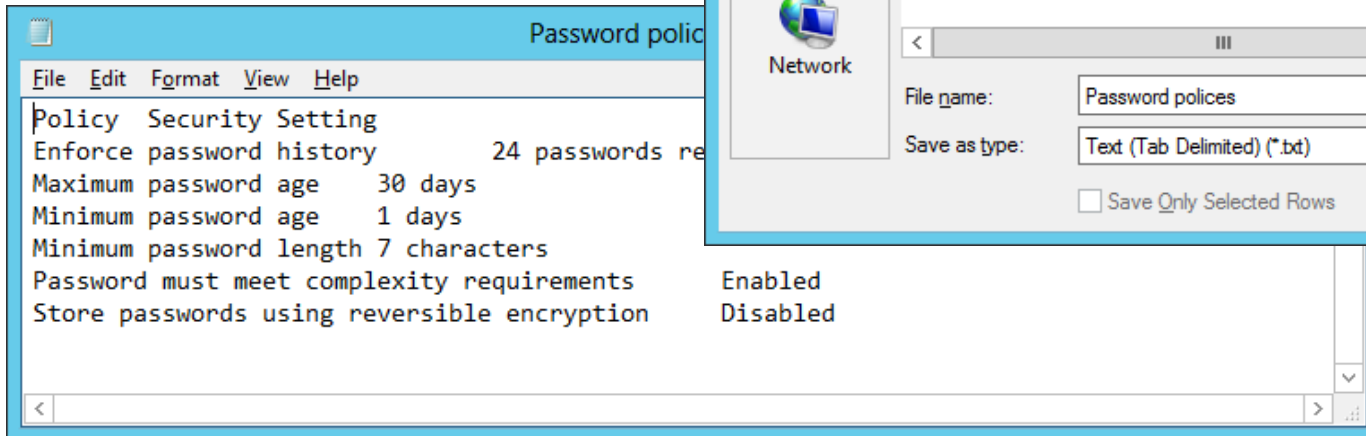 Password polic
File Edit Format View Help
Policy Security Setting
Enforce password history 24 passwords re
Maximum password age 30 days
Minimum password age 1 days
Minimum password length 7 characters
Password must meet complexity requirements Enabled
Store passwords using reversible encryption Disabled
Network
File name: Password polices
Save as type: Text (Tab Delimited) (*.txt)
Save Only Selected Rows